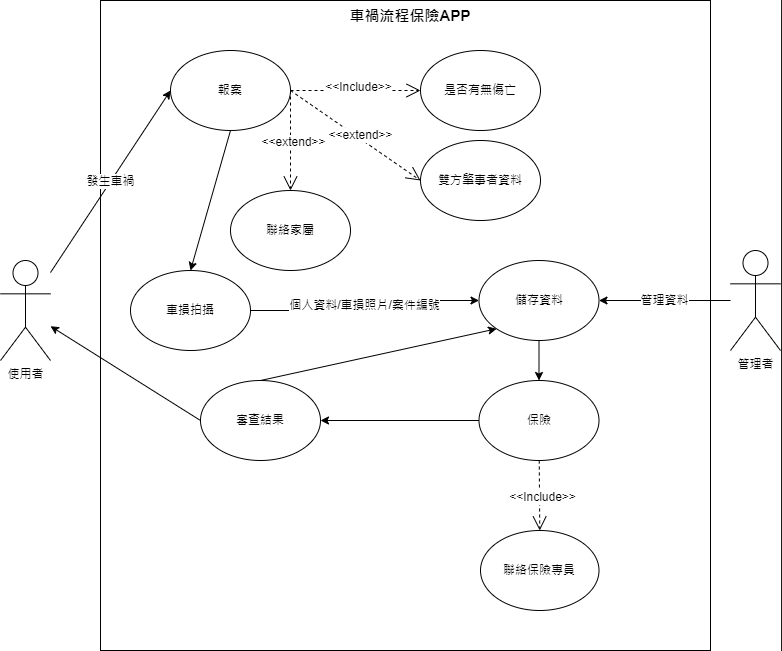 車禍流程保險APP
報案
<<Include>>
是否有無傷亡
<<extend>>
<<extend>>
發生車禍
雙方肇事者資料
聯絡家屬
車損拍攝
個人資料/車損照片/案件編號
儲存資料
管理資料
使用者
管理者
審查結果
保險
<<Include>>
聯絡保險專員